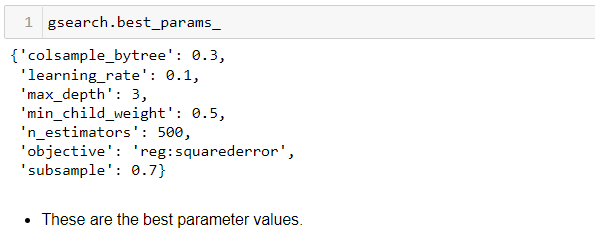 1 gsearch.best_params_
{'colsample_bytree': 0.3,
'learning_rate': 0.1,
'max_depth': 3,
'min_child_weight': 0.5,
'n_estimators': 500,
'objective': 'reg:squarederror',
'subsample': 0.7}
• These are the best parameter values.